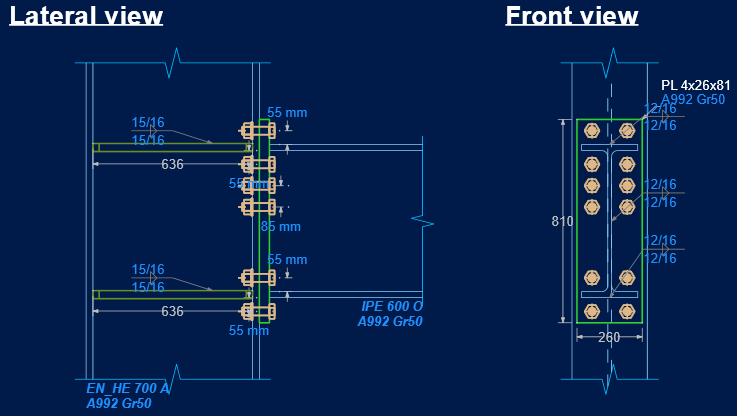 Lateral view
Front view
55 mm
15/16
15/16
636
55 mm
85 mm
55 mm
15/16
15/16
636
55 mm
IPE 600 O
A992 Gr50
EN_HE 700 A
A992 Gr50
PL 4x26x81
A992 Gr50
12/16
12/16
12/16
12/16
810
12/16
12/16
260